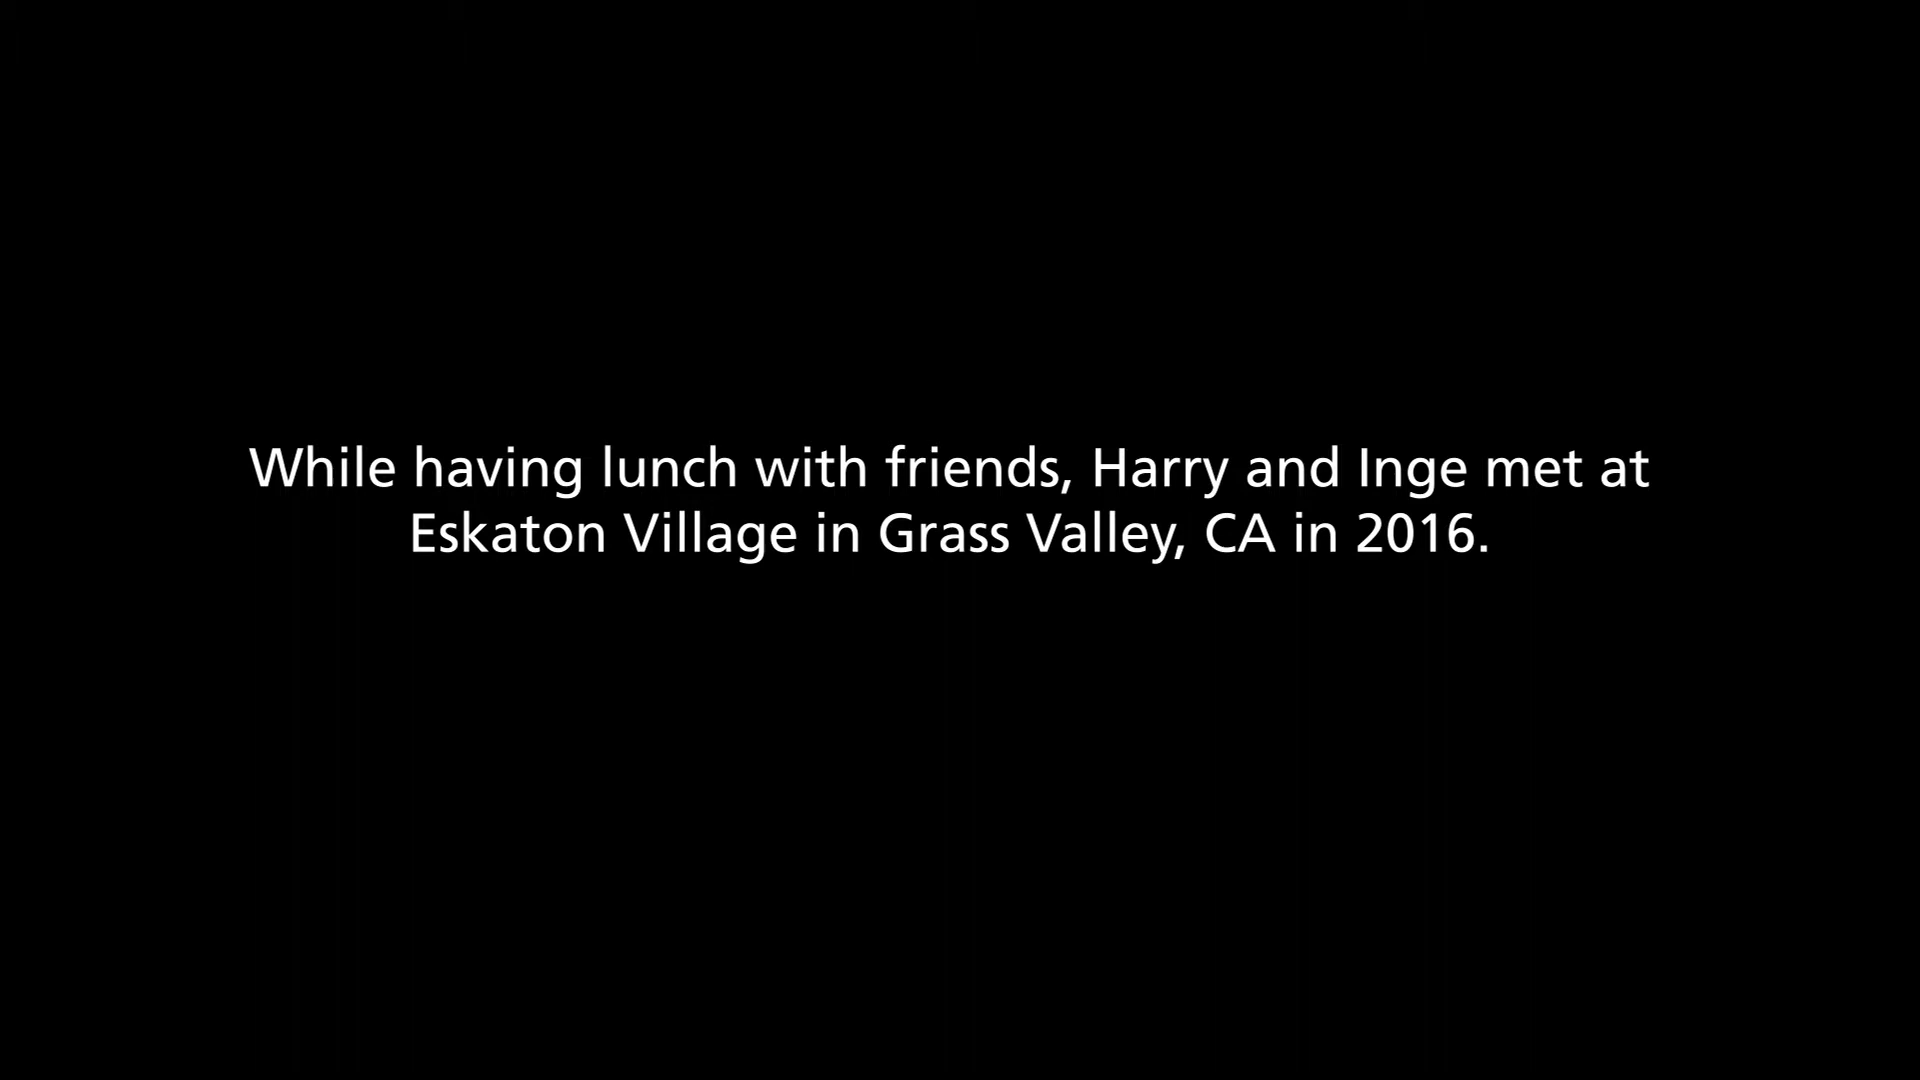 While having lunch with friends, Harry and Inge met at
Eskaton Village in Grass Valley, CA in 2016.